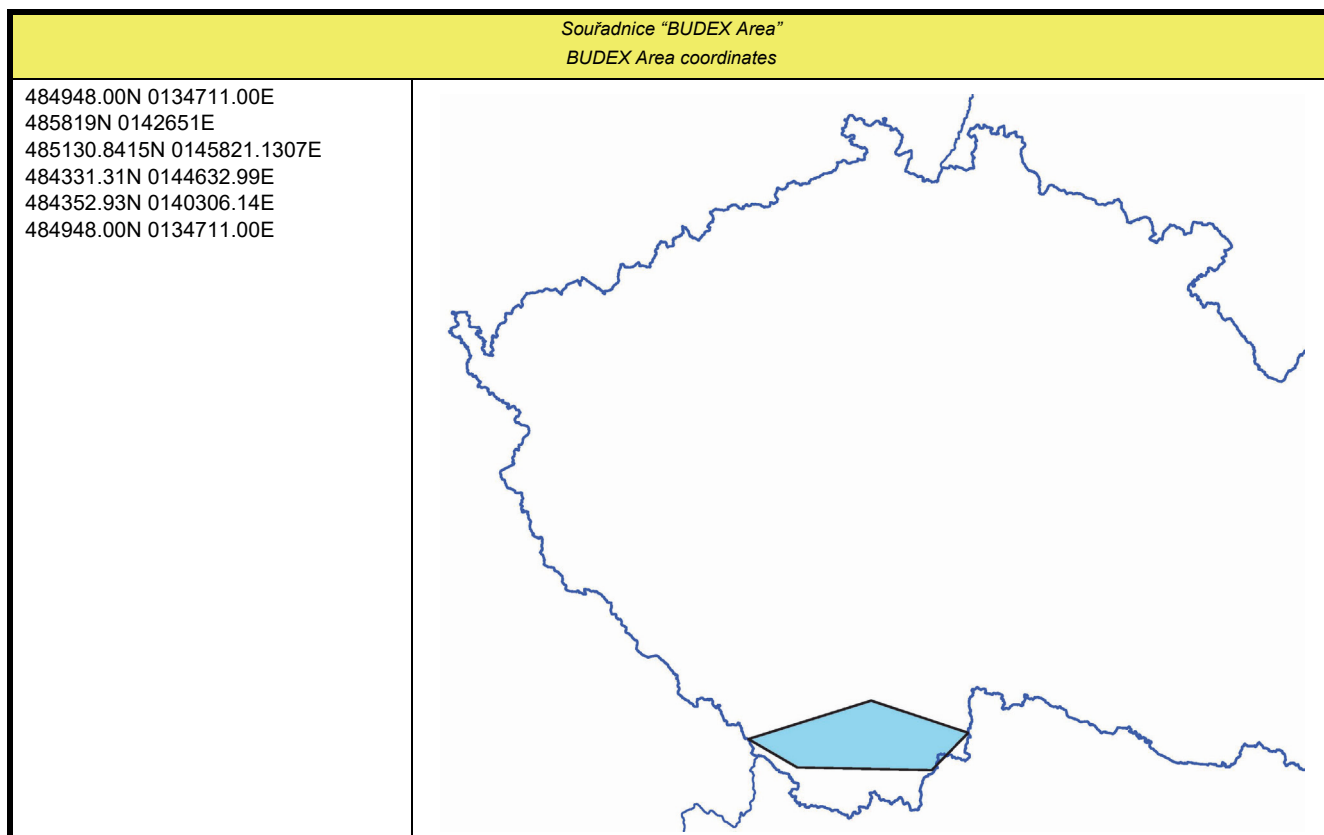 Souřadnice “BUDEX Area”
BUDEX Area coordinates
484948.00N 0134711.00E
485819N 0142651E
485130.8415N 0145821.1307E
484331.31N 0144632.99E
484352.93N 0140306.14E
484948.00N 0134711.00E